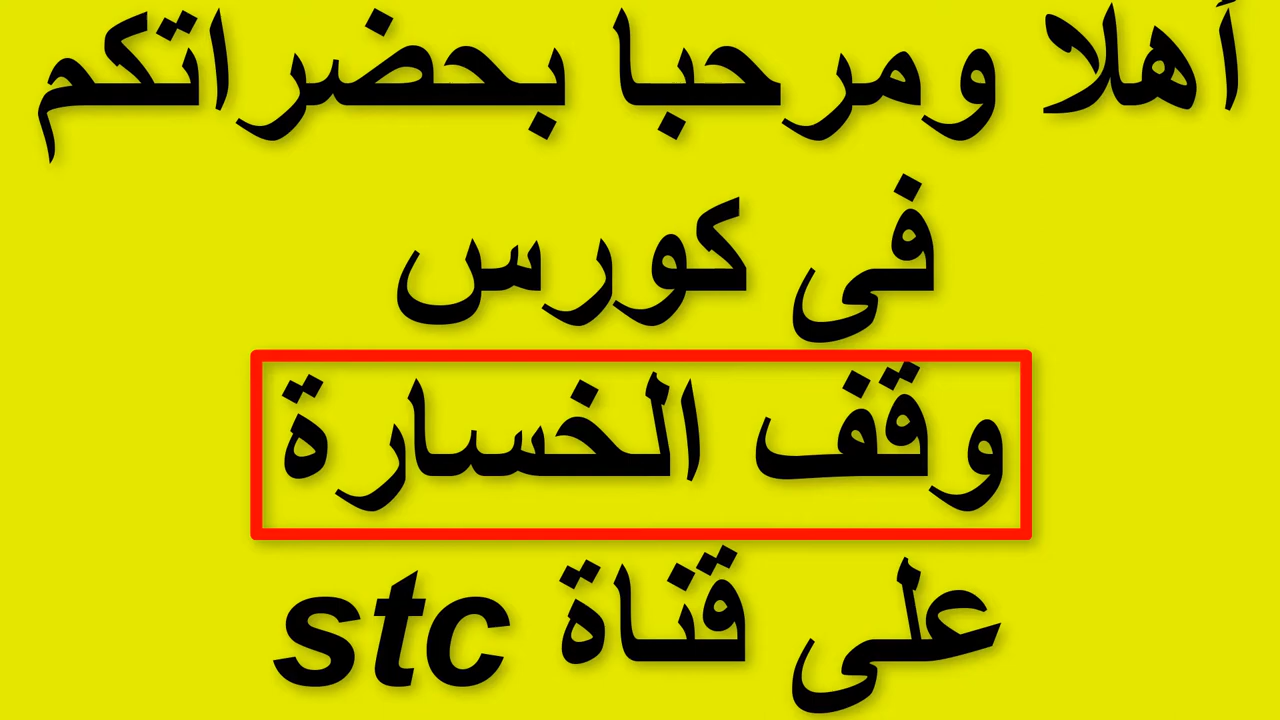 أهلا ومرحبا بحضراتكم
فى كورس
وقف الخسارة
على قناة stc